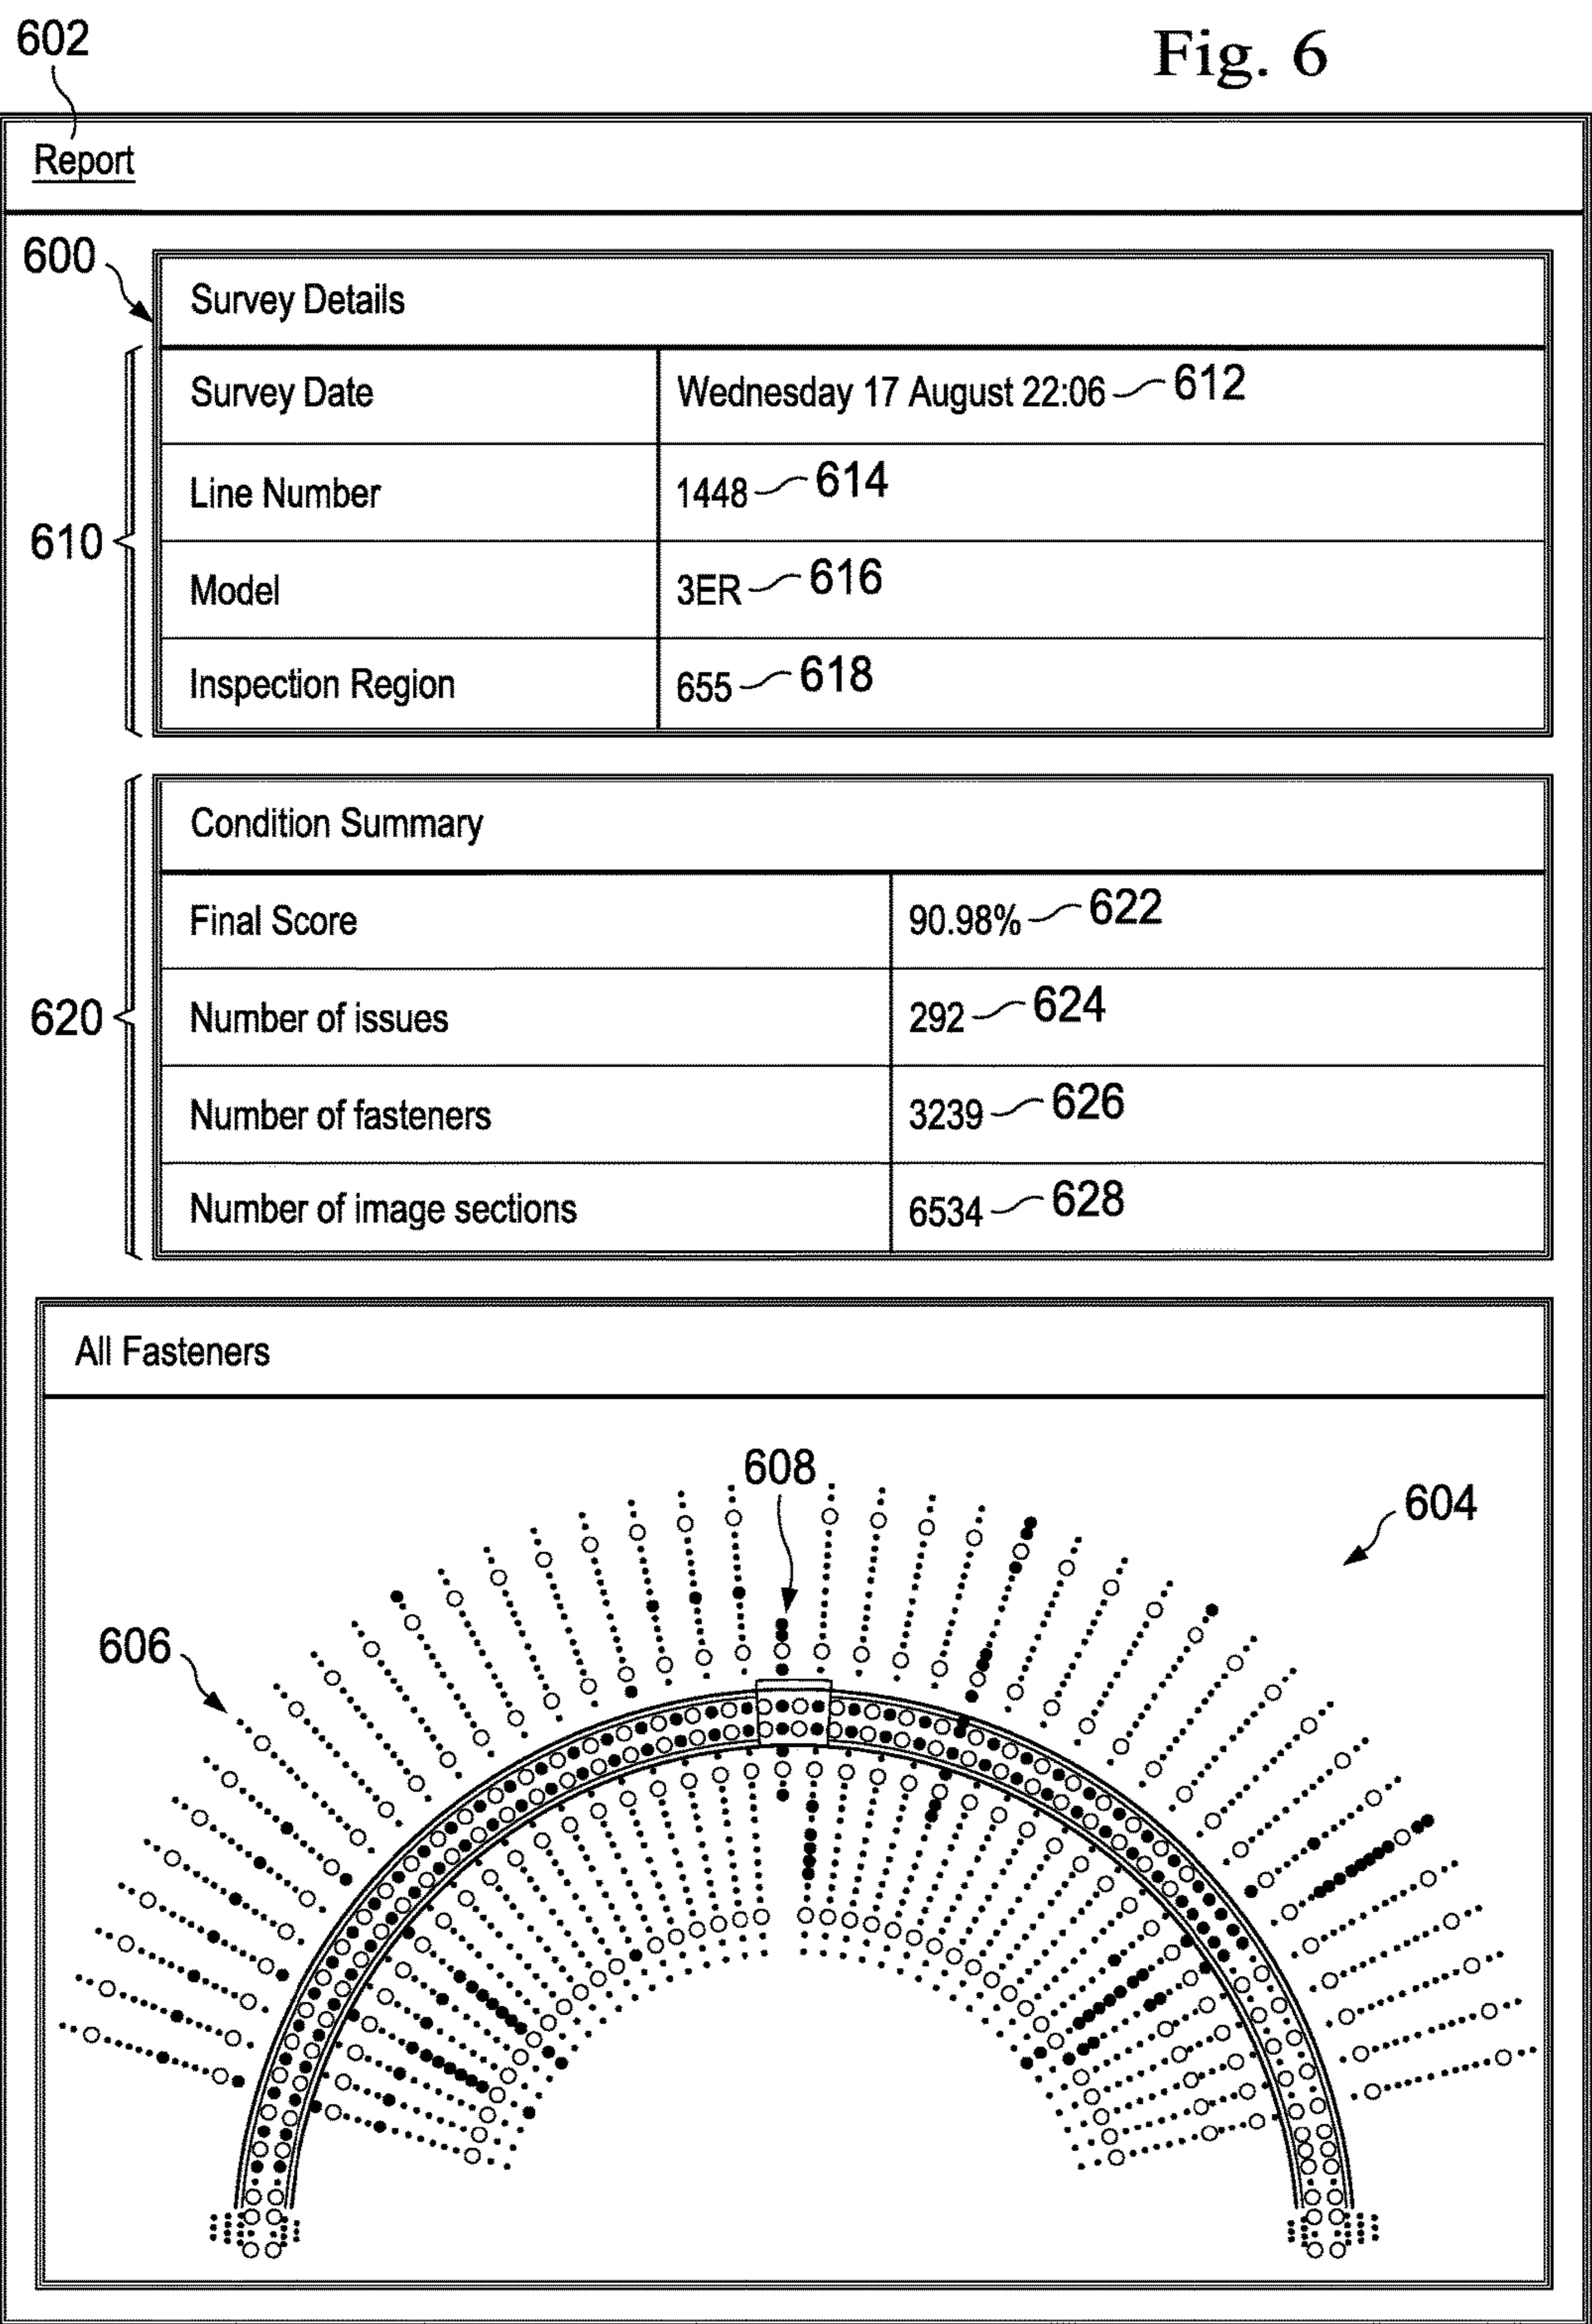 602
Fig. 6
Report
600
Survey Details
Survey Date Wednesday 17 August 22:06 612
Line Number 1448 614
610
Model 3ER 616
Inspection Region 655 618
Condition Summary
Final Score 90.98% 622
620
Number of issues 292 624
Number of fasteners 3239 626
Number of image sections 6534 628
All Fasteners
608
604
606